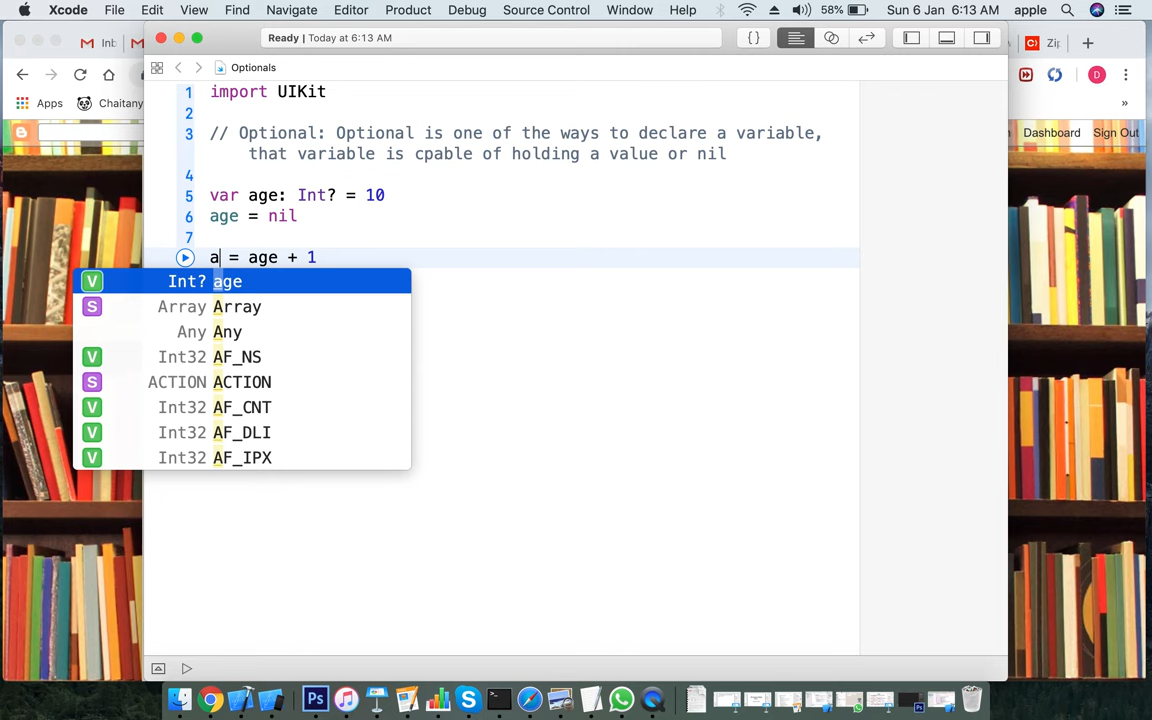 Xcode File Edit View Find Navigate Editor Product Debug Source Control Window Help 58% Sun 6 Jan 6:13 AM apple
Ready | Today at 6:13 AM
{ }
Zip
D
Apps Chaitany
»
Optionals
Dashboard Sign Out
1 import UIKit
2
3 // Optional: Optional is one of the ways to declare a variable,
that variable is cpable of holding a value or nil
4
5 var age: Int? = 10
6 age = nil
7
a = age + 1
V Int? age
S Array Array
Any Any
V Int32 AF_NS
S ACTION ACTION
V Int32 AF_CNT
V Int32 AF_DLI
V Int32 AF_IPX
Ps